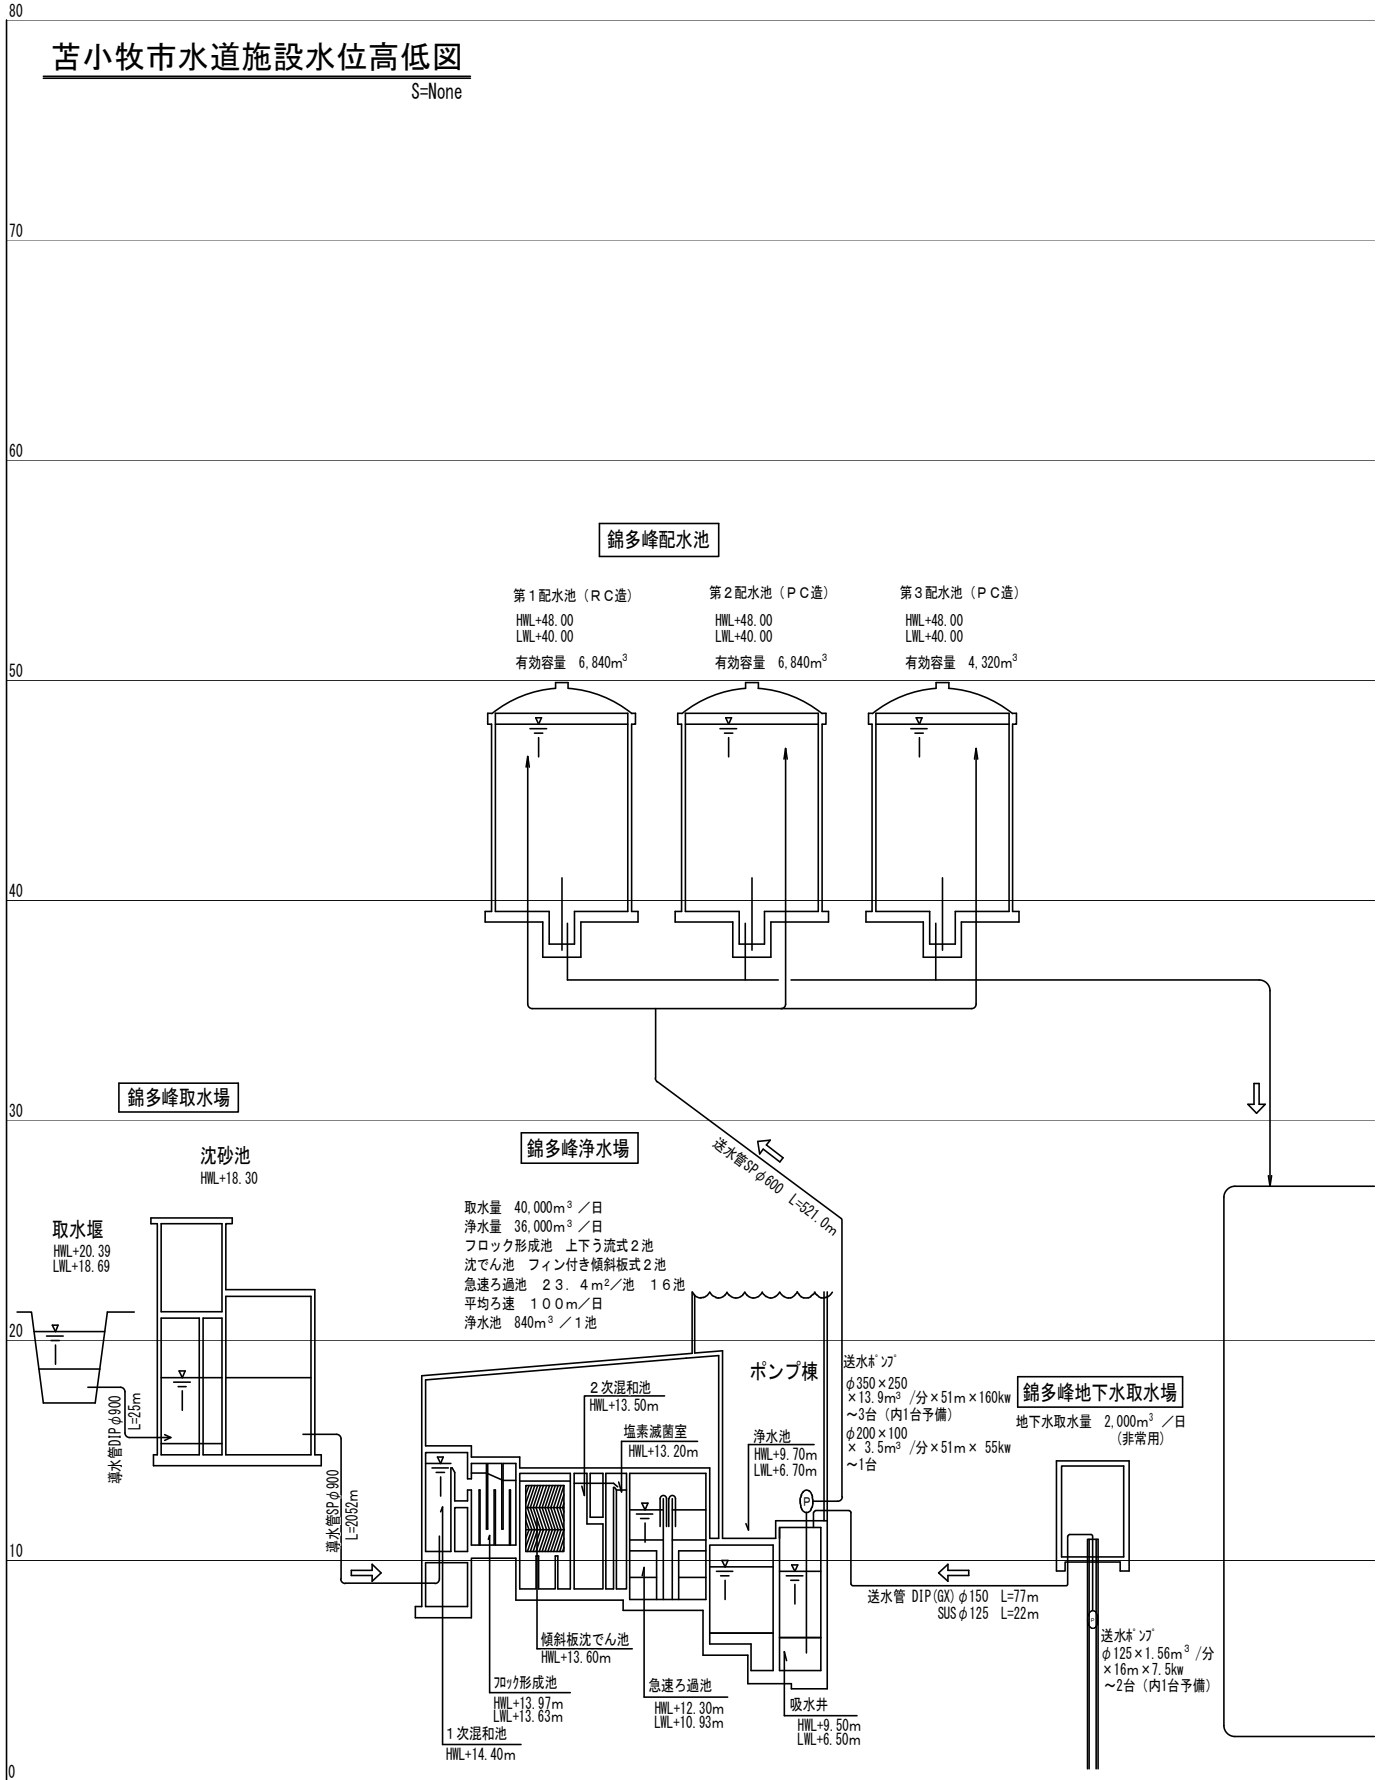 80
苫小牧市水道施設水位高低図
S=None
70
60
錦多峰配水池
第1配水池（RC造）
HWL+48.00
LWL+40.00
有効容量 6,840m³
第2配水池（PC造）
HWL+48.00
LWL+40.00
有効容量 6,840m³
第3配水池（PC造）
HWL+48.00
LWL+40.00
有効容量 4,320m³
50
40
30
錦多峰取水場
沈砂池
HWL+18.30
取水堰
HWL+20.39
LWL+18.69
導水管DIPφ900
L=25m
導水管SPφ900
L=2052m
錦多峰浄水場
取水量 40,000m³／日
浄水量 36,000m³／日
フロック形成池 上下う流式２池
沈でん池 フィン付き傾斜板式２池
急速ろ過池 ２３．４m²／池 １６池
平均ろ速 １００m／日
浄水池 840m³／１池
送水管SPφ600 L=521.0m
20
ポンプ棟
送水ﾎﾟﾝﾌﾟ
φ350×250
×13.9m³/分×51m×160kw
～3台（内1台予備）
φ200×100
× 3.5m³/分×51m× 55kw
～1台
錦多峰地下水取水場
地下水取水量 2,000m³／日
（非常用）
２次混和池
HWL+13.50m
塩素滅菌室
HWL+13.20m
浄水池
HWL+9.70m
LWL+6.70m
P
10
送水管 DIP(GX)φ150 L=77m
SUSφ125 L=22m
P
送水ﾎﾟﾝﾌﾟ
φ125×1.56m³/分
×16m×7.5kw
～2台（内1台予備）
傾斜板沈でん池
HWL+13.60m
ﾌﾛｯｸ形成池
HWL+13.97m
LWL+13.63m
急速ろ過池
HWL+12.30m
LWL+10.93m
吸水井
HWL+9.50m
LWL+6.50m
１次混和池
HWL+14.40m
0